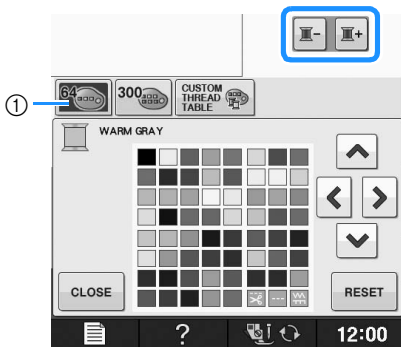 ①
64
300
CUSTOM
THREAD
TABLE
WARM GRAY
CLOSE
RESET
?
12:00